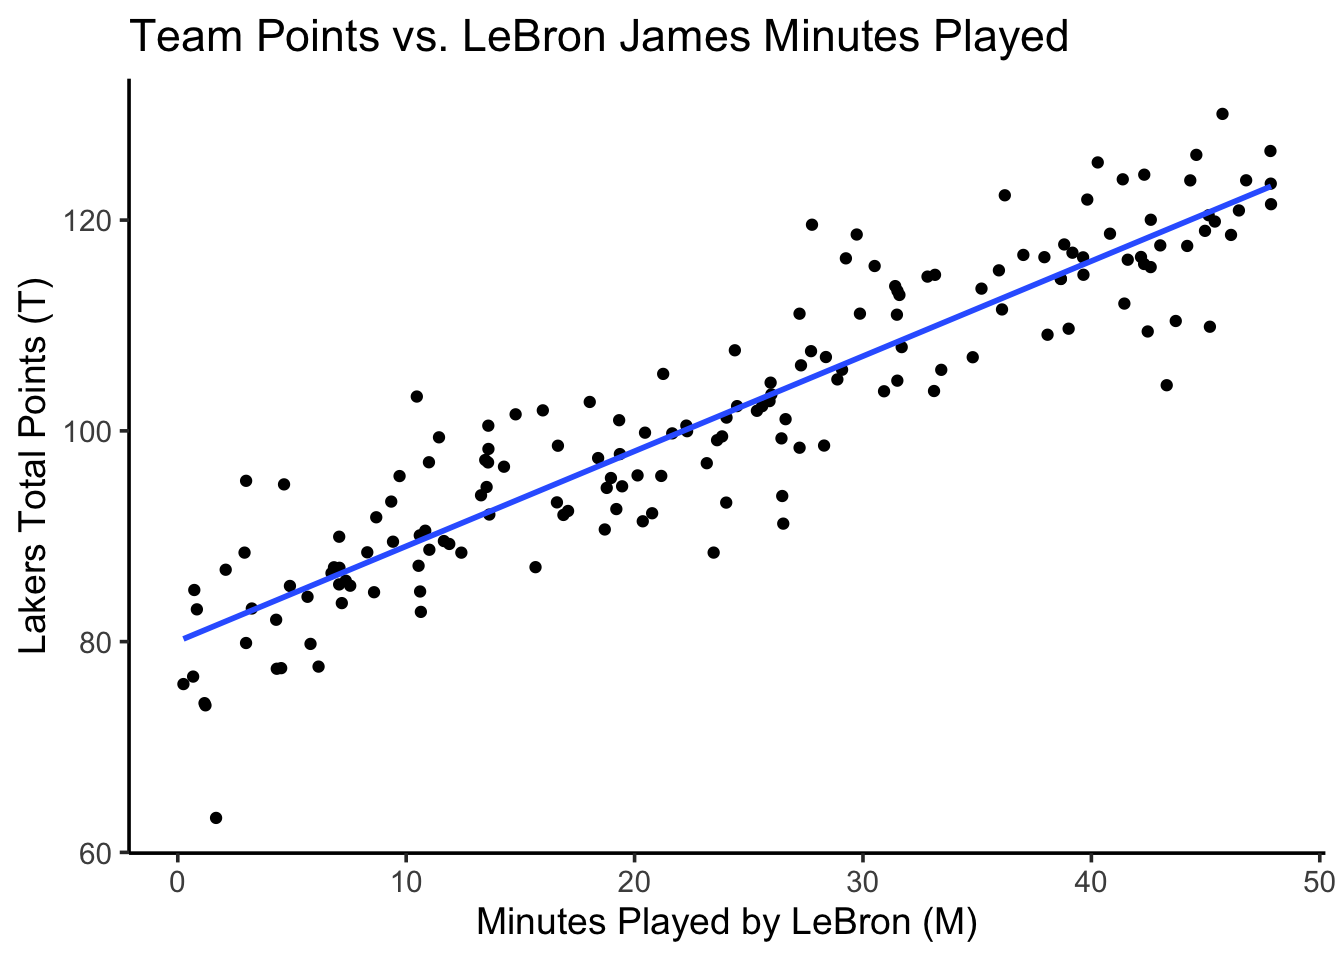 Team Points vs. LeBron James Minutes Played
Lakers Total Points (T)
120
100
80
60
0 10 20 30 40 50
Minutes Played by LeBron (M)